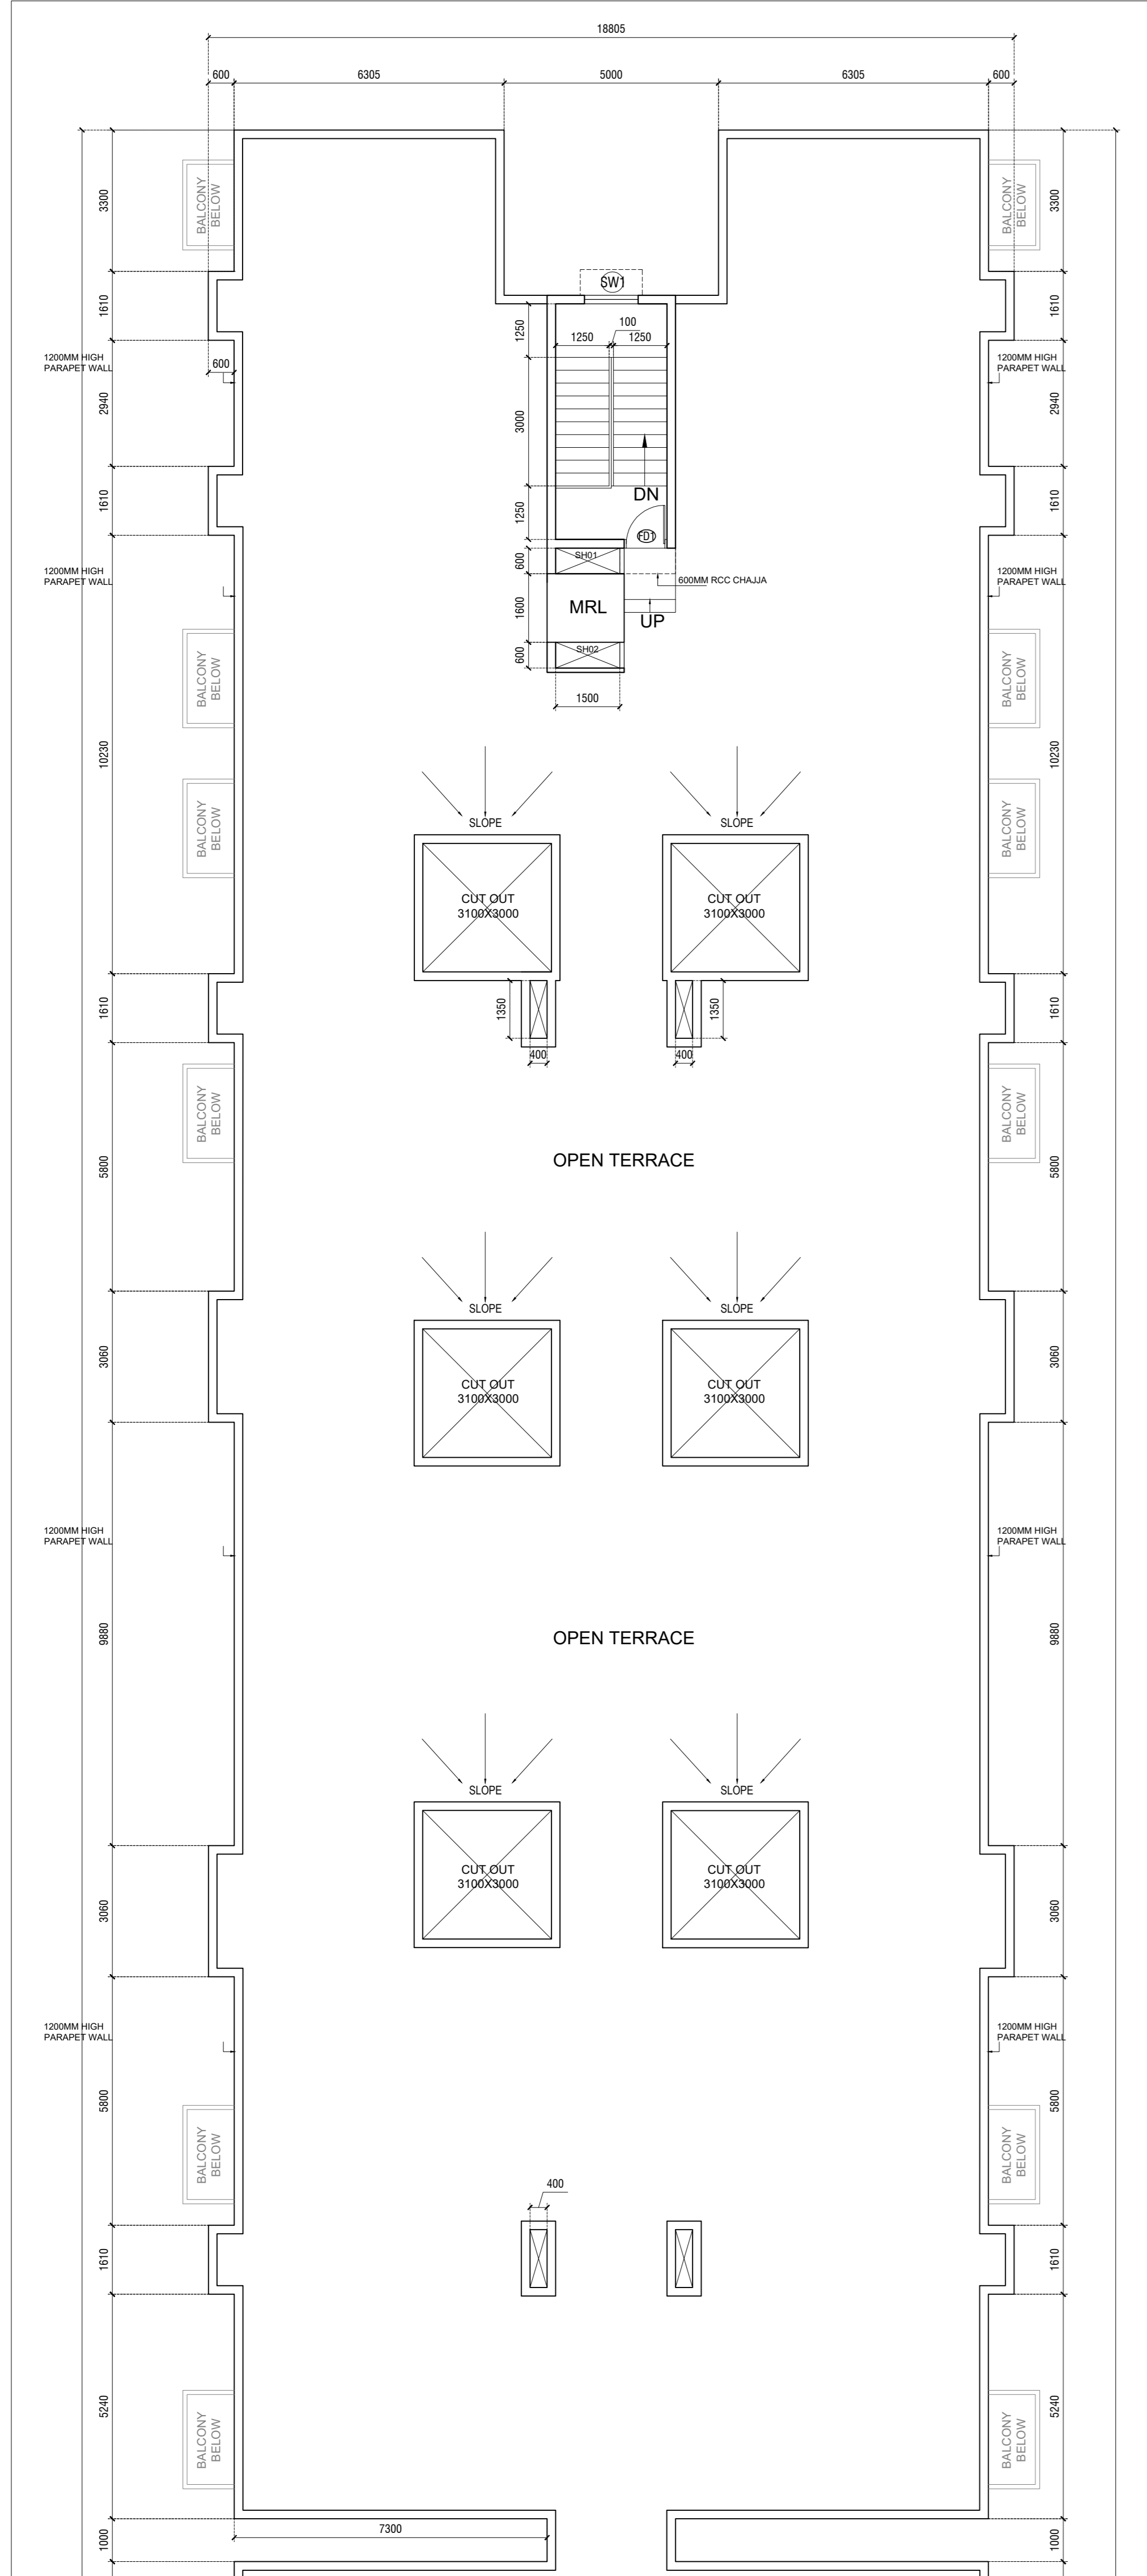 18805
600
6305
5000
6305
600
BALCONY
BELOW
BALCONY
BELOW
3300
3300
SW1
1610
1610
1250
100
1250
1250
1200MM HIGH
PARAPET WALL
1200MM HIGH
PARAPET WALL
600
2940
2940
3000
1610
1610
DN
1250
FD1
SH01
600
1200MM HIGH
PARAPET WALL
1200MM HIGH
PARAPET WALL
600MM RCC CHAJJA
MRL
1600
UP
SH02
600
BALCONY
BELOW
BALCONY
BELOW
1500
10230
10230
SLOPE
SLOPE
BALCONY
BELOW
BALCONY
BELOW
CUT OUT
3100X3000
CUT OUT
3100X3000
1610
1350
1350
1610
400
400
BALCONY
BELOW
BALCONY
BELOW
5800
OPEN TERRACE
5800
SLOPE
SLOPE
3060
3060
CUT OUT
3100X3000
CUT OUT
3100X3000
1200MM HIGH
PARAPET WALL
1200MM HIGH
PARAPET WALL
9880
OPEN TERRACE
9880
SLOPE
SLOPE
CUT OUT
3100X3000
CUT OUT
3100X3000
3060
3060
1200MM HIGH
PARAPET WALL
1200MM HIGH
PARAPET WALL
5800
5800
BALCONY
BELOW
BALCONY
BELOW
400
1610
1610
5240
5240
BALCONY
BELOW
BALCONY
BELOW
7300
1000
1000